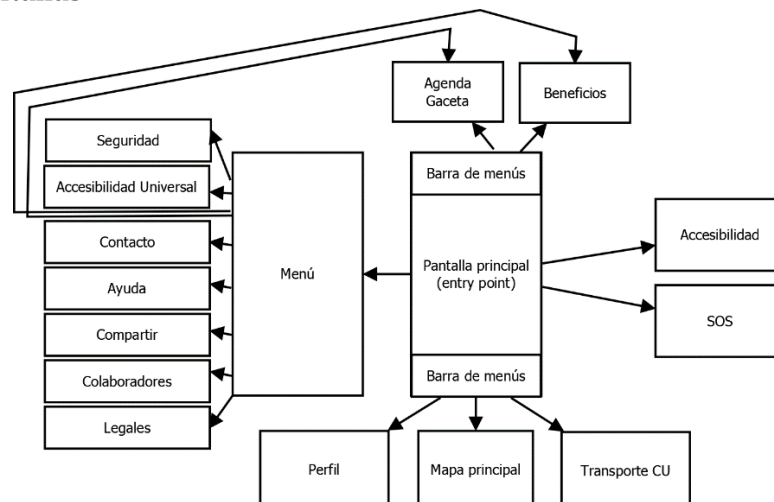 Agenda
Gaceta
Beneficios
Seguridad
Accesibilidad Universal
Contacto
Ayuda
Compartir
Colaboradores
Legales
Menú
Barra de menús
Pantalla principal
(entry point)
Barra de menús
Accesibilidad
SOS
Perfil
Mapa principal
Transporte CU